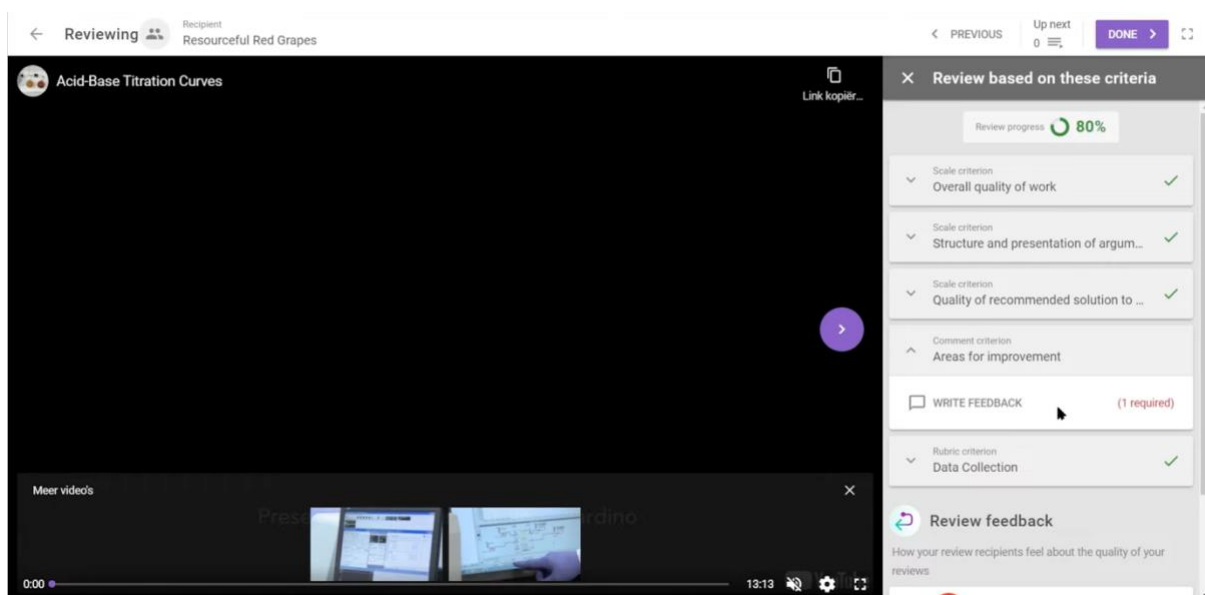 Reviewing
Recipient
Resourceful Red Grapes
PREVIOUS
Up next
0
DONE
Acid-Base Titration Curves
Link kopiër...
Review based on these criteria
Review progress 80%
Scale criterion
Overall quality of work
Scale criterion
Structure and presentation of argum...
Scale criterion
Quality of recommended solution to ...
Comment criterion
Areas for improvement
WRITE FEEDBACK (1 required)
Rubric criterion
Data Collection
Meer video's
Prese
rdino
0:00
13:13
YouTube
Review feedback
How your review recipients feel about the quality of your
reviews